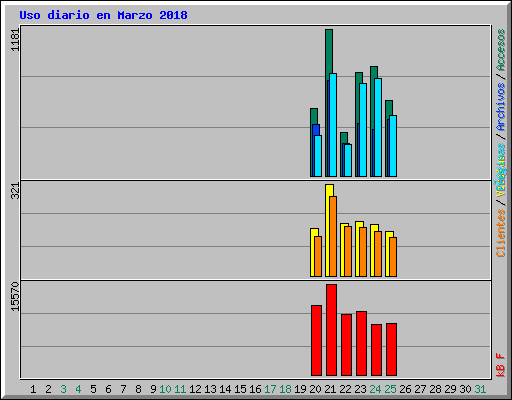 Uso diario en Marzo 2018
1181
321
15570
Clientes / / Archivos / Accesos
kB F
1 2 3 4 5 6 7 8 9 10 11 12 13 14 15 16 17 18 19 20 21 22 23 24 25 26 27 28 29 30 31